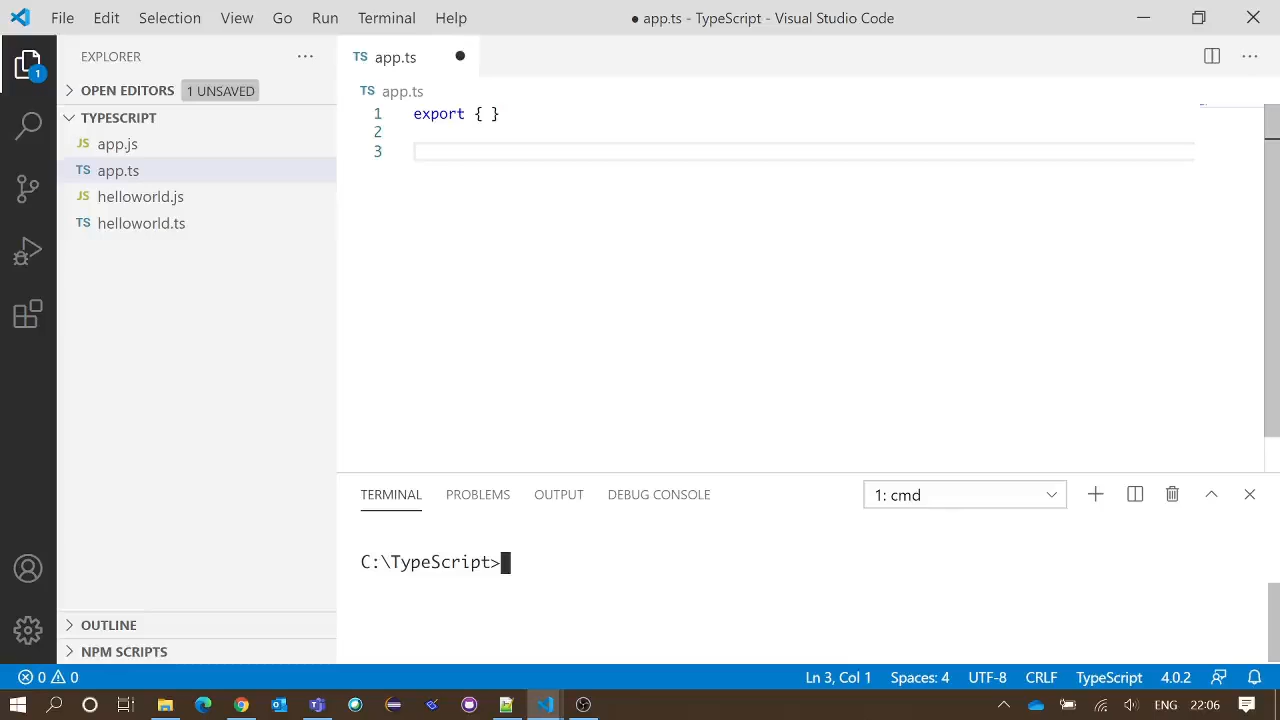 File Edit Selection View Go Run Terminal Help ● app.ts - TypeScript - Visual Studio Code
EXPLORER
OPEN EDITORS 1 UNSAVED
TYPESCRIPT
JS app.js
TS app.ts
JS helloworld.js
TS helloworld.ts
OUTLINE
NPM SCRIPTS
1
TS app.ts
TS app.ts
1 export { }
2
3
TERMINAL PROBLEMS OUTPUT DEBUG CONSOLE 1: cmd
C:\TypeScript>
0 0 Ln 3, Col 1 Spaces: 4 UTF-8 CRLF TypeScript 4.0.2
ENG 22:06